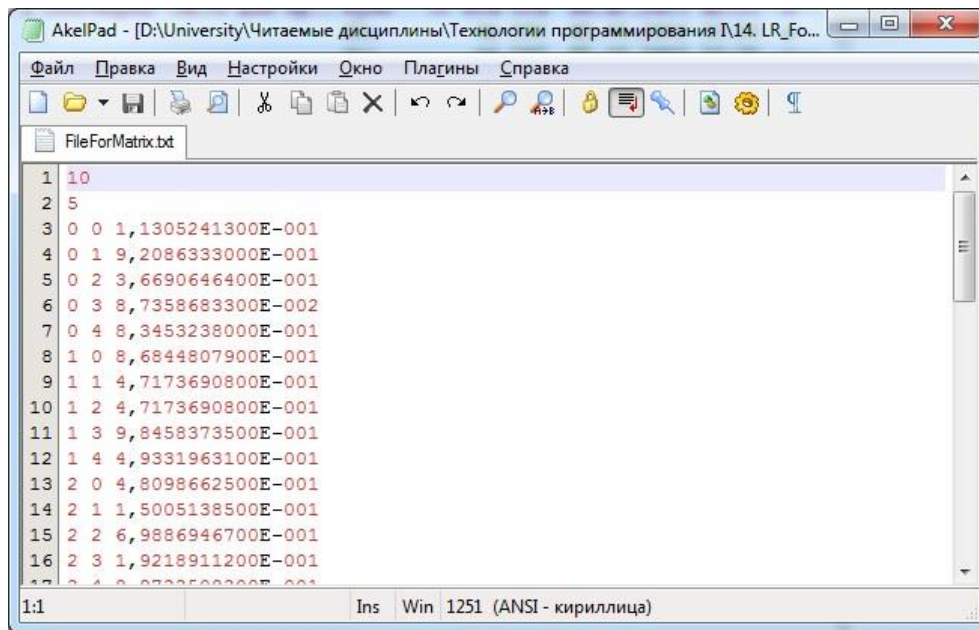 AkelPad - [D:\University\Читаемые дисциплины\Технологии программирования I\14. LR_Fo...
Файл Правка Вид Настройки Окно Плагины Справка
FileForMatrix.txt
1 10
2 5
3 0 0 1,1305241300E-001
4 0 1 9,2086333000E-001
5 0 2 3,6690646400E-001
6 0 3 8,7358683300E-002
7 0 4 8,3453238000E-001
8 1 0 8,6844807900E-001
9 1 1 4,7173690800E-001
10 1 2 4,7173690800E-001
11 1 3 9,8458373500E-001
12 1 4 4,9331963100E-001
13 2 0 4,8098662500E-001
14 2 1 1,5005138500E-001
15 2 2 6,9886946700E-001
16 2 3 1,9218911200E-001
1:1 Ins Win 1251 (ANSI - кириллица)